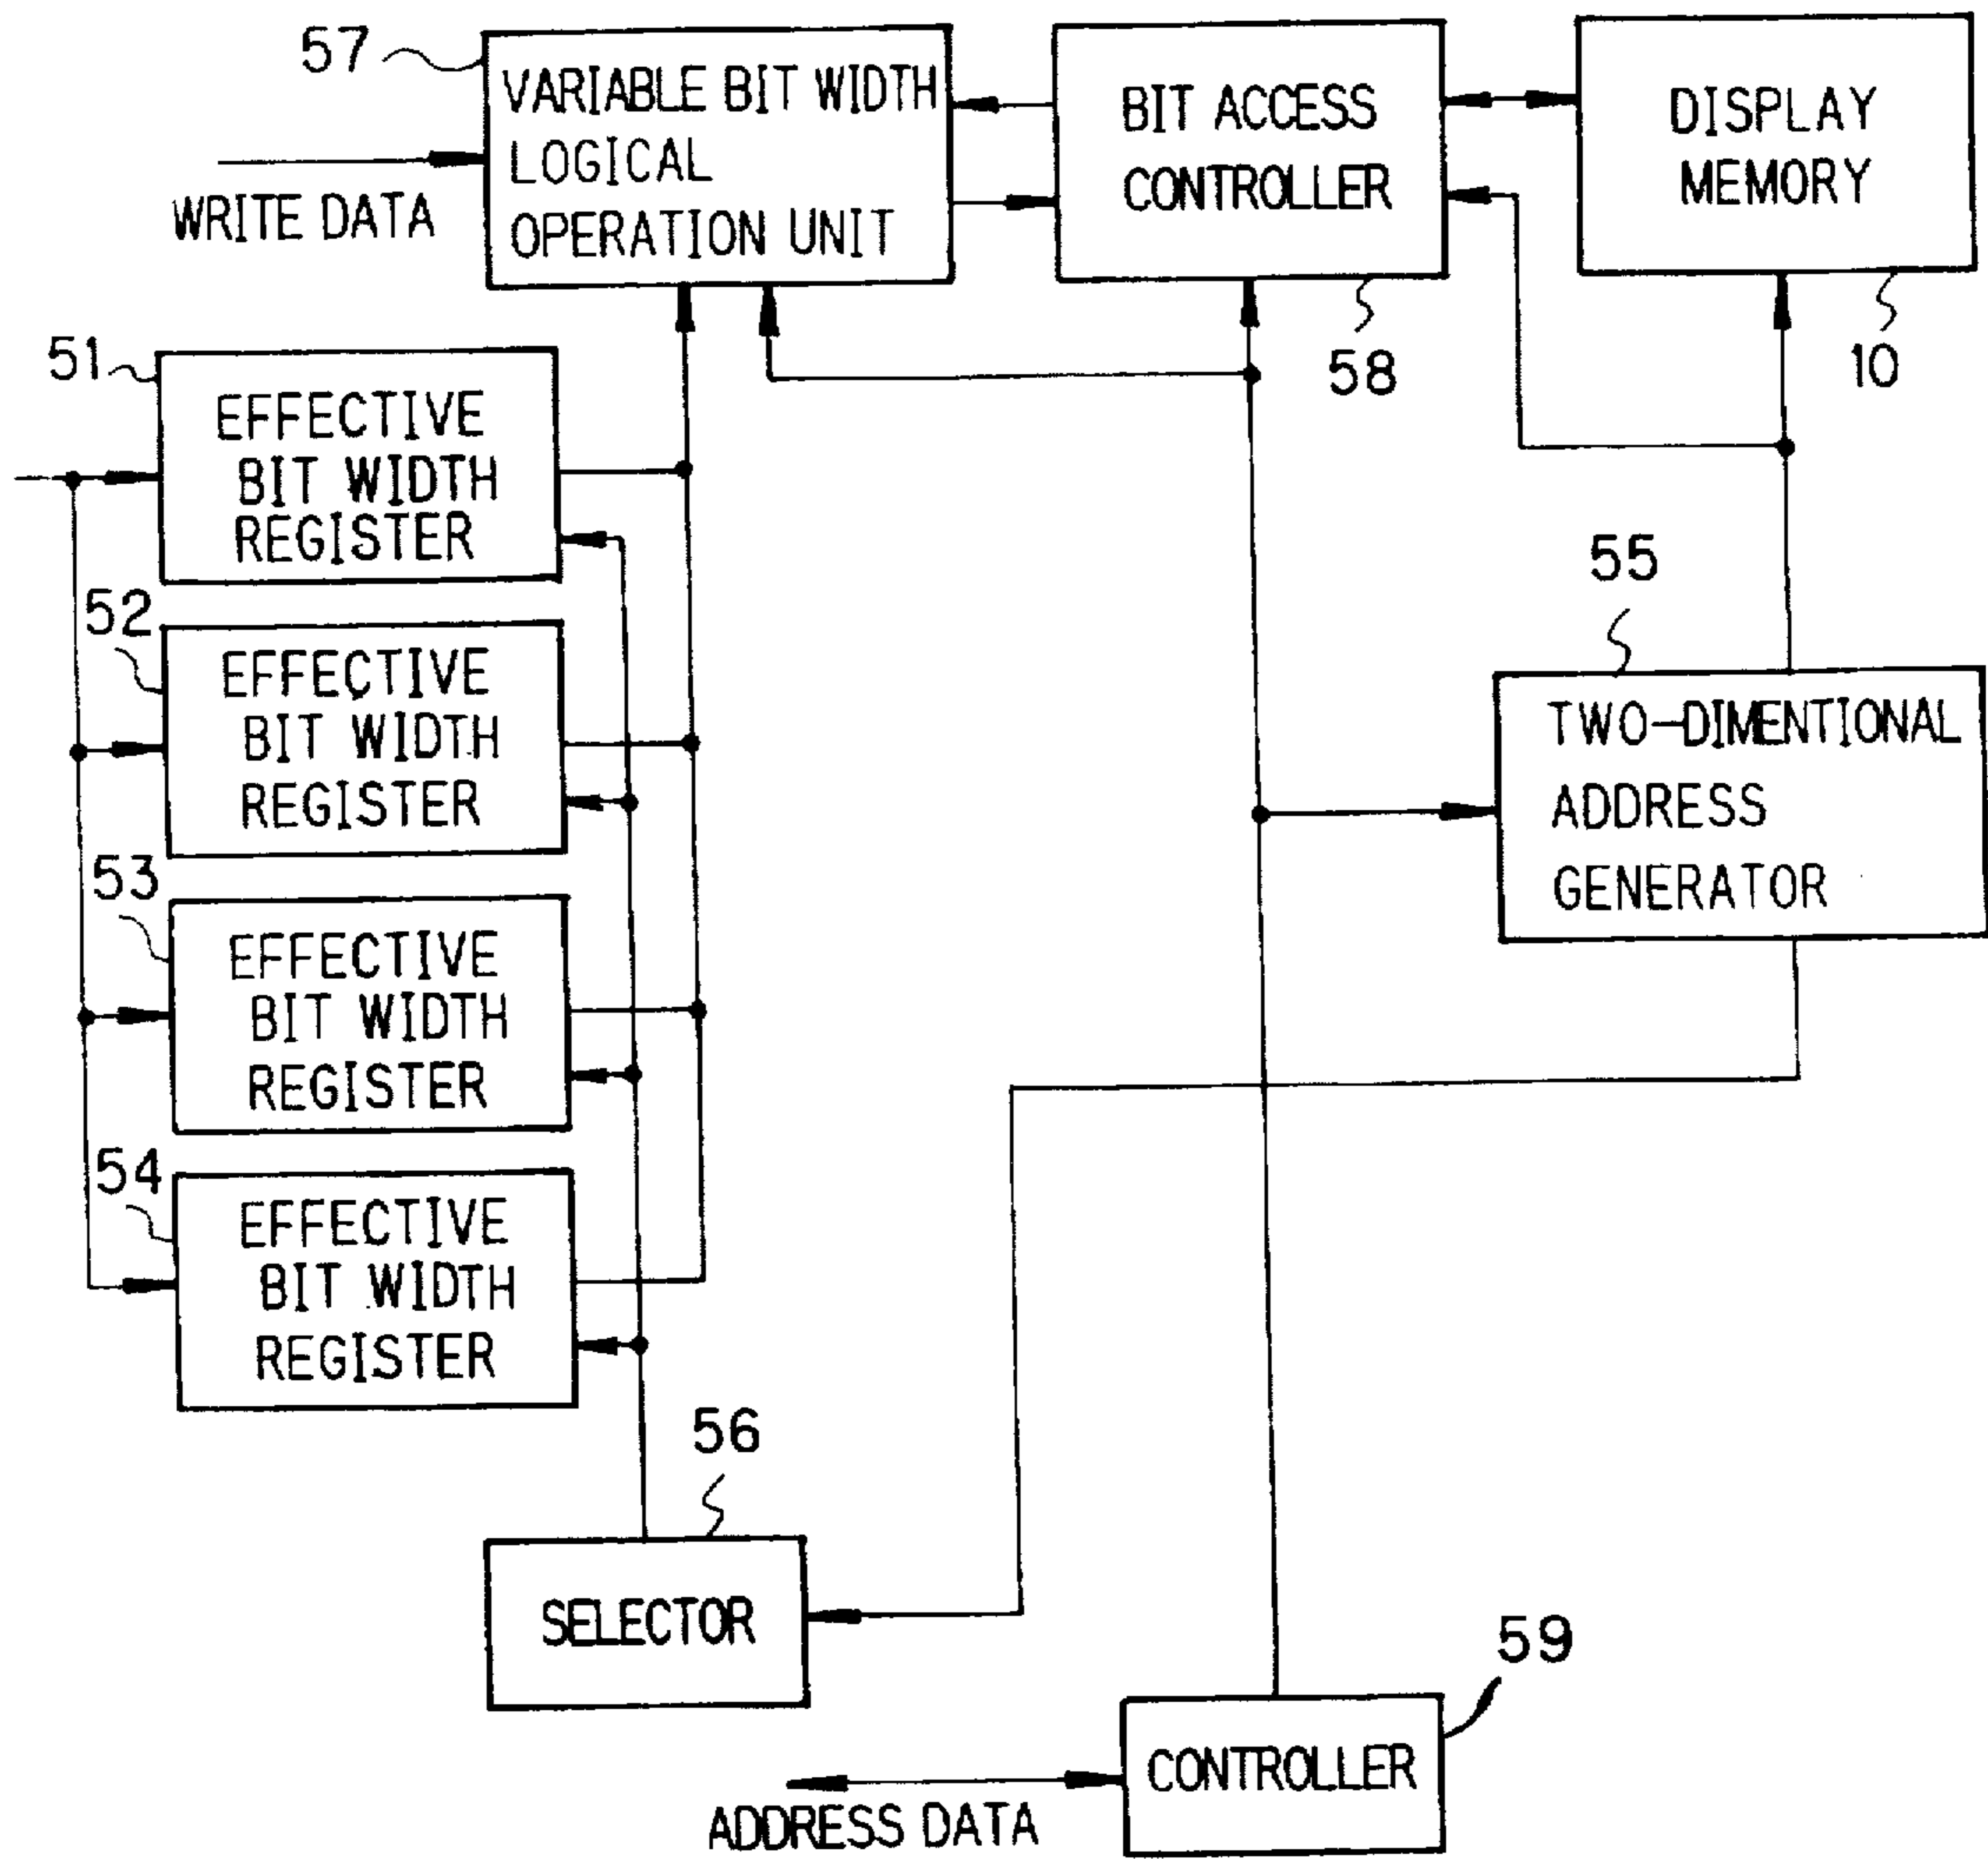 57
VARIABLE BIT WIDTH
LOGICAL
OPERATION UNIT
BIT ACCESS
CONTROLLER
DISPLAY
MEMORY
WRITE DATA
58
10
51
EFFECTIVE
BIT WIDTH
REGISTER
52
EFFECTIVE
BIT WIDTH
REGISTER
55
TWO-DIMENTIONAL
ADDRESS
GENERATOR
53
EFFECTIVE
BIT WIDTH
REGISTER
54
EFFECTIVE
BIT WIDTH
REGISTER
56
SELECTOR
59
CONTROLLER
ADDRESS DATA